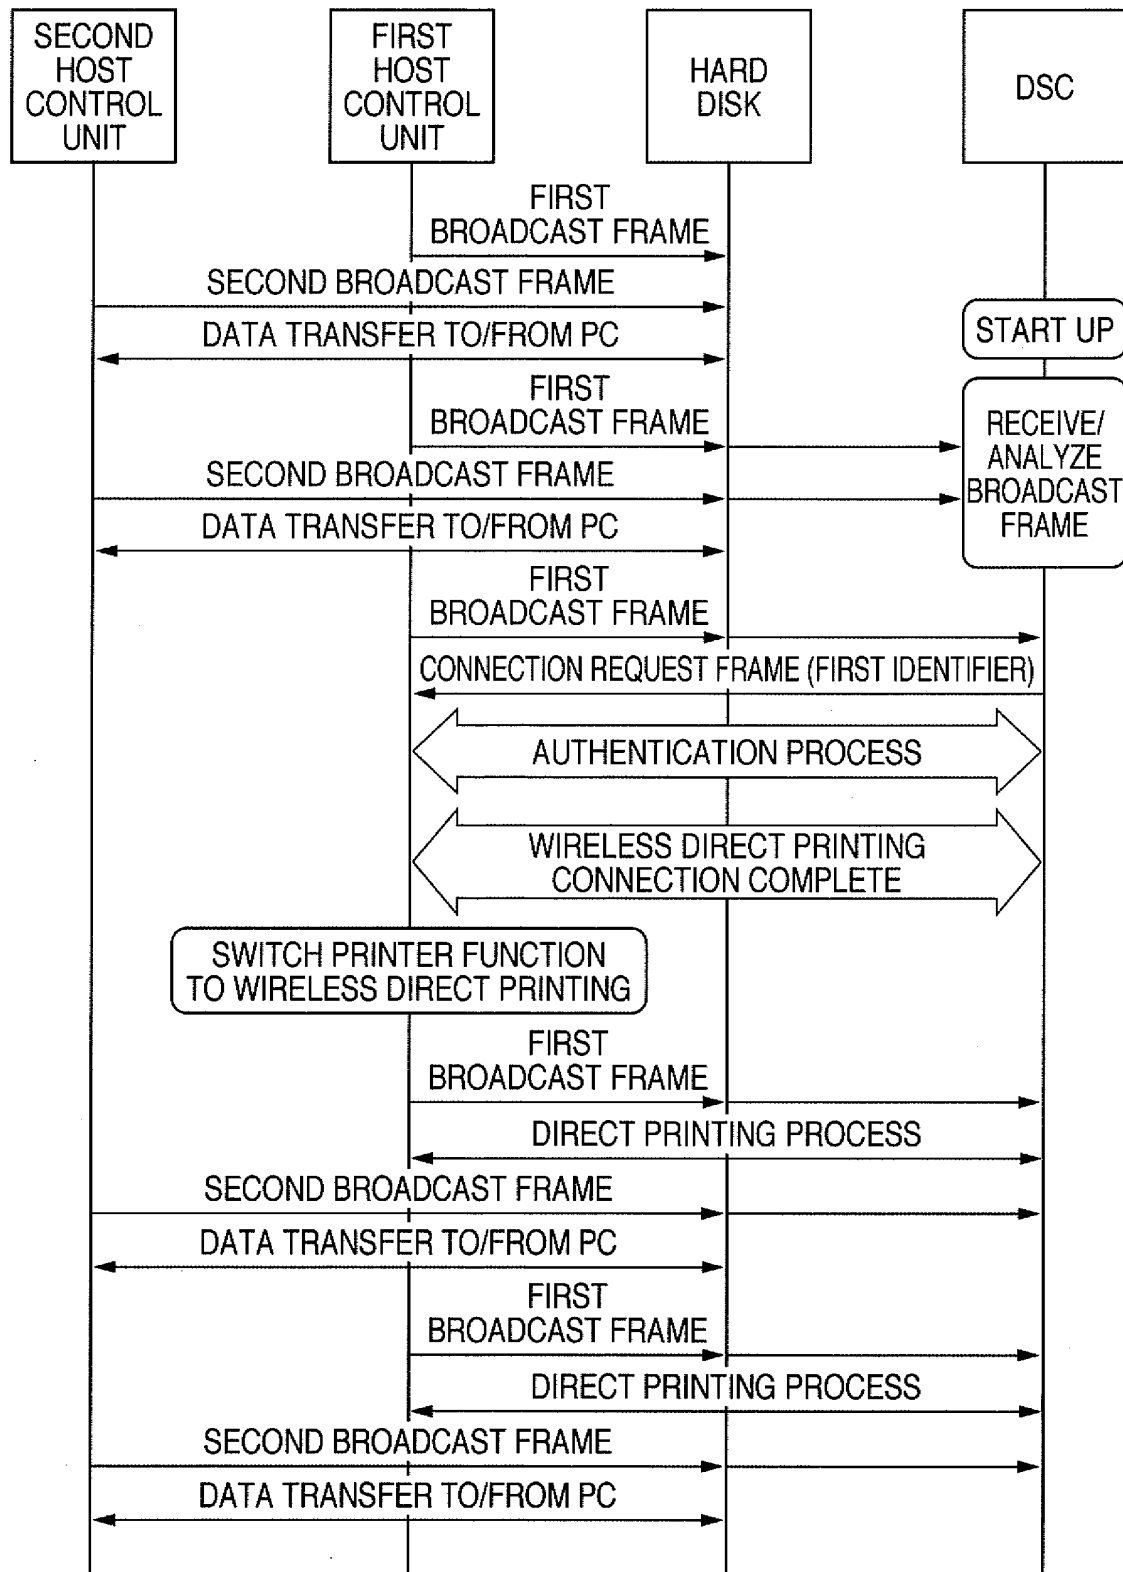 SECOND
HOST
CONTROL
UNIT
FIRST
HOST
CONTROL
UNIT
HARD
DISK
DSC
FIRST
BROADCAST FRAME
SECOND BROADCAST FRAME
START UP
DATA TRANSFER TO/FROM PC
FIRST
BROADCAST FRAME
RECEIVE/
ANALYZE
BROADCAST
FRAME
SECOND BROADCAST FRAME
DATA TRANSFER TO/FROM PC
FIRST
BROADCAST FRAME
CONNECTION REQUEST FRAME (FIRST IDENTIFIER)
AUTHENTICATION PROCESS
WIRELESS DIRECT PRINTING
CONNECTION COMPLETE
SWITCH PRINTER FUNCTION
TO WIRELESS DIRECT PRINTING
FIRST
BROADCAST FRAME
DIRECT PRINTING PROCESS
SECOND BROADCAST FRAME
DATA TRANSFER TO/FROM PC
FIRST
BROADCAST FRAME
DIRECT PRINTING PROCESS
SECOND BROADCAST FRAME
DATA TRANSFER TO/FROM PC